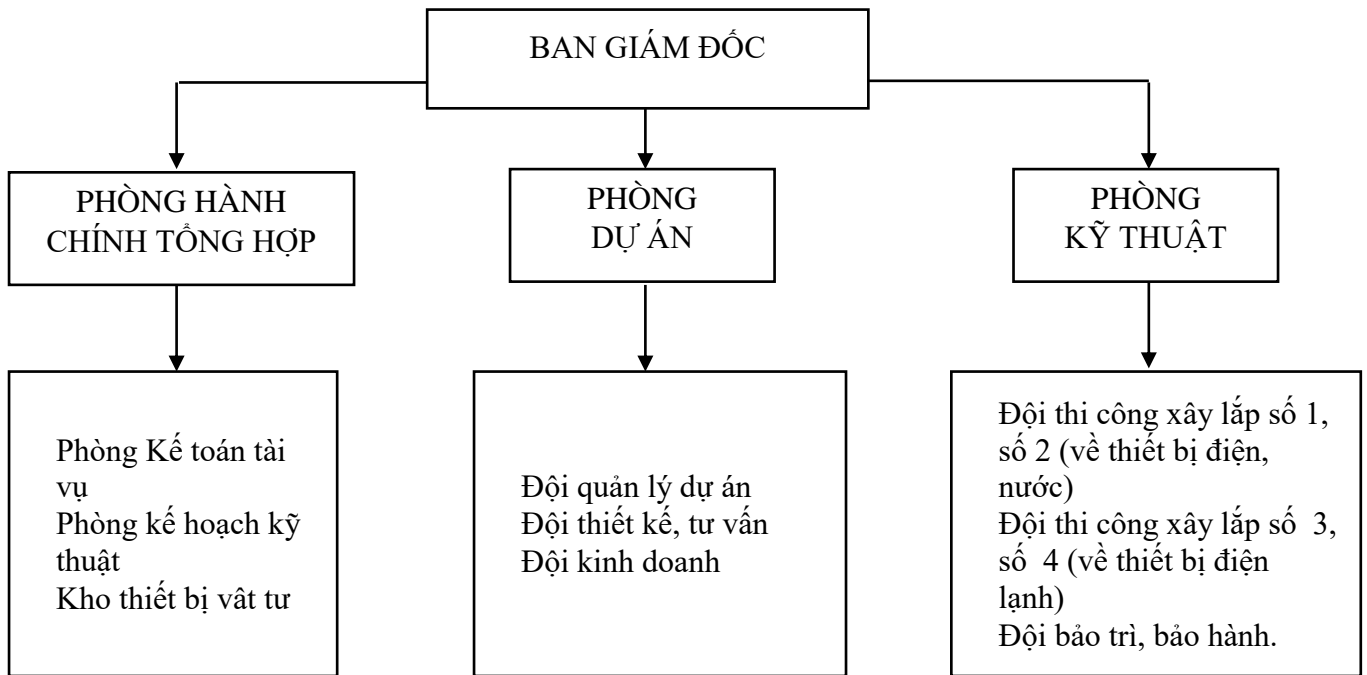 BAN GIÁM ĐỐC
PHÒNG HÀNH
CHÍNH TỔNG HỢP
PHÒNG
DỰ ÁN
PHÒNG
KỸ THUẬT
Phòng Kế toán tài
vụ
Phòng kế hoạch kỹ
thuật
Kho thiết bị vât tư
Đội quản lý dự án
Đội thiết kế, tư vấn
Đội kinh doanh
Đội thi công xây lắp số 1,
số 2 (về thiết bị điện,
nước)
Đội thi công xây lắp số  3,
số  4 (về thiết bị điện
lạnh)
Đội bảo trì, bảo hành.